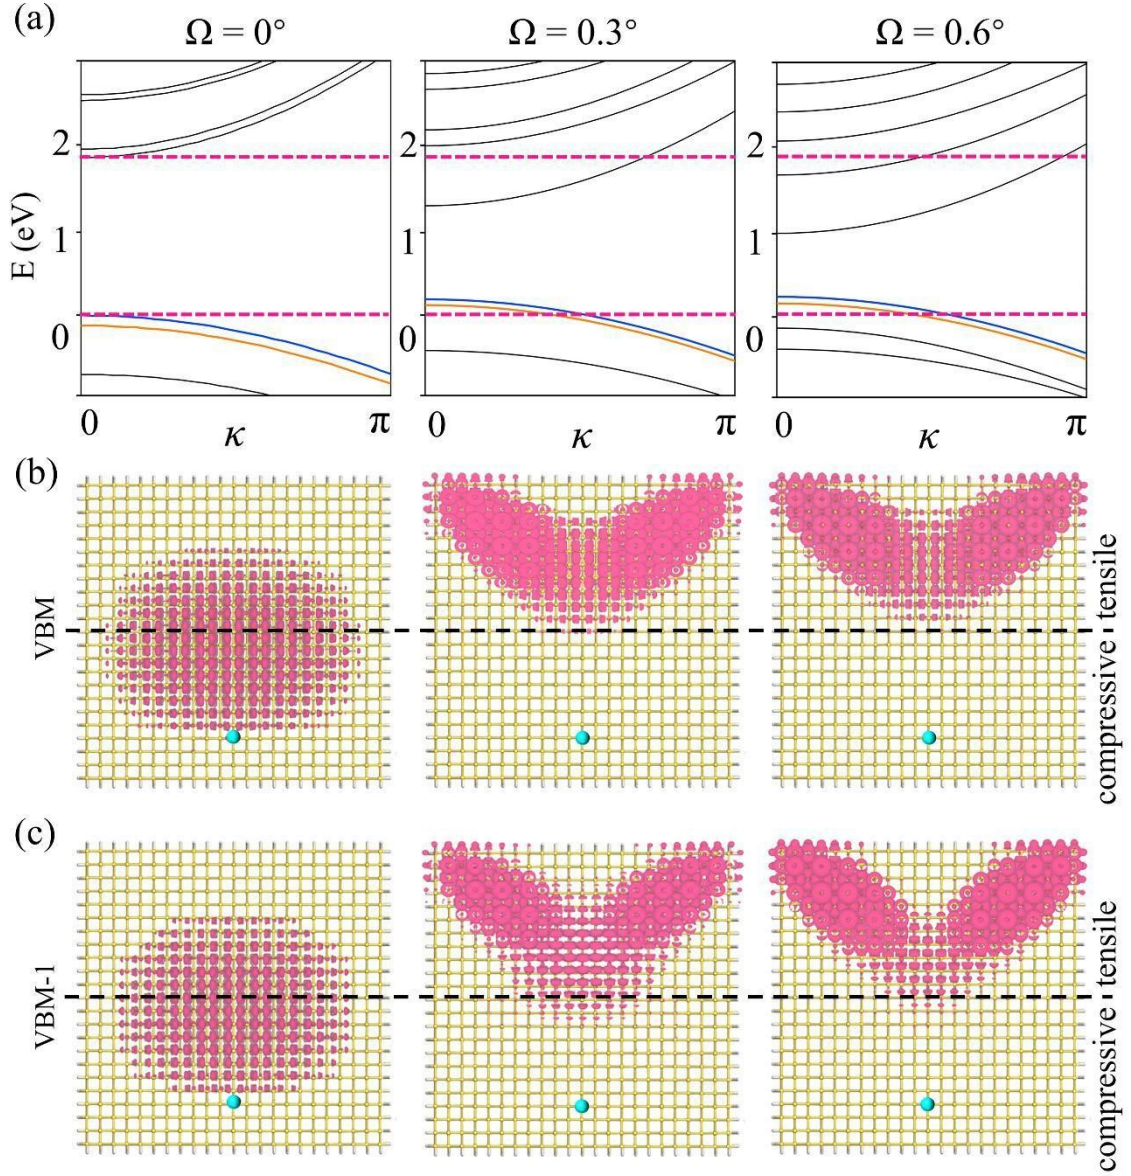 (a)
Ω = 0° Ω = 0.3° Ω = 0.6°
E (eV)
2
1
0
2
1
0
2
1
0
0 κ π 0 κ π 0 κ π
(b)
VBM
compressive tensile
(c)
VBM-1
compressive tensile